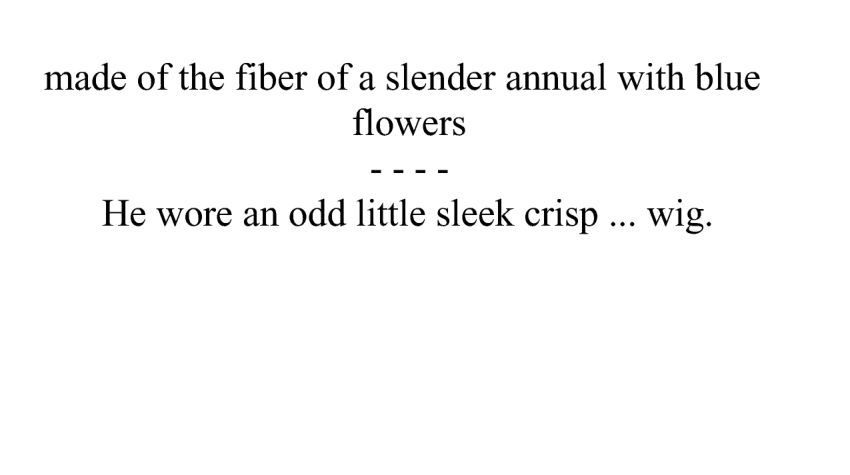 made of the fiber of a slender annual with blue
flowers
- - - -
He wore an odd little sleek crisp ... wig.